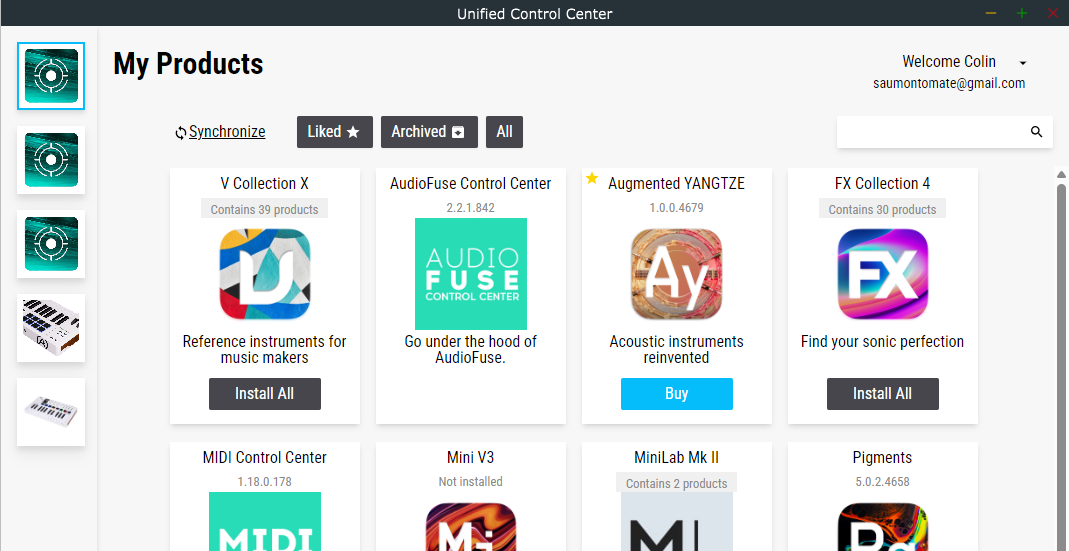 Unified Control Center
My Products
Welcome Colin
saumontomate@gmail.com
Synchronize
Liked
Archived
All
V Collection X
Contains 39 products
Reference instruments for
music makers
Install All
AudioFuse Control Center
2.2.1.842
AUDIO
FUSE
CONTROL CENTER
Go under the hood of
AudioFuse.
Augmented YANGTZE
1.0.0.4679
Ay
Acoustic instruments
reinvented
Buy
FX Collection 4
Contains 30 products
FX
Find your sonic perfection
Install All
MIDI Control Center
1.18.0.178
MIDI
Mini V3
Not installed
Mi
MiniLab Mk II
Contains 2 products
Pigments
5.0.2.4658